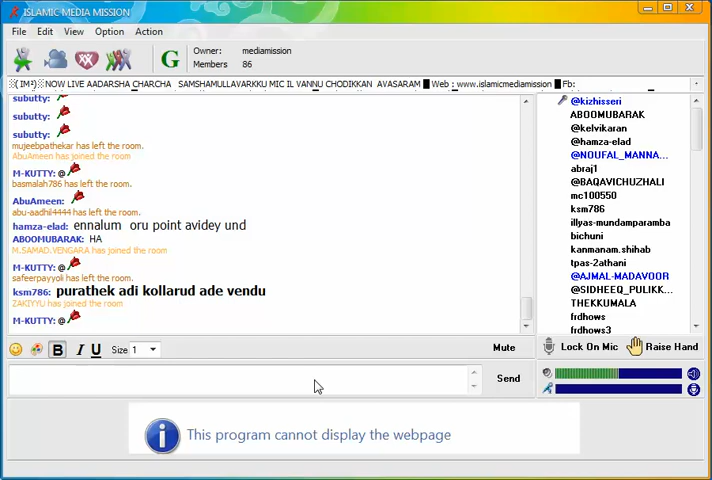 ISLAMIC MEDIA MISSION
File Edit View Option Action
G Owner: mediamission
Members 86
(IM²) NOW LIVE AADARSHA CHARCHA SAMSHAMULLAVARKKU MIC IL VANNU CHODIKKAN AVASARAM Web : www.islamicmediamission Fb:
subutty:
subutty:
subutty:
mujeebpathekar has left the room.
AbuAmeen has joined the room
M-KUTTY: @
basmalah786 has left the room.
AbuAmeen:
abu-aadhil4444 has left the room.
hamza-elad: ennalum oru point avidey und
ABOOMUBARAK: HA
M.SAMAD.VENGARA has joined the room
M-KUTTY: @
saferpayyoli has left the room.
ksm786: purathek adi kollarud ade vendu
ZAKIYYU has joined the room
M-KUTTY: @
@kizhisseri
ABOOMUBARAK
@kelvikaran
@hamza-elad
@NOUFAL_MANNA...
abraj1
@BAQAVICHUZHALI
mc100550
ksm786
illyas-mundamparamba
bichuni
kanmanam.shihab
tpas-2athani
@AJMAL-MADAVOOR
@SIDHEEQ_PULIKK...
THEKKUMALA
frdhows
frdhows3
B I U Size 1 Mute
Lock On Mic Raise Hand
Send
This program cannot display the webpage